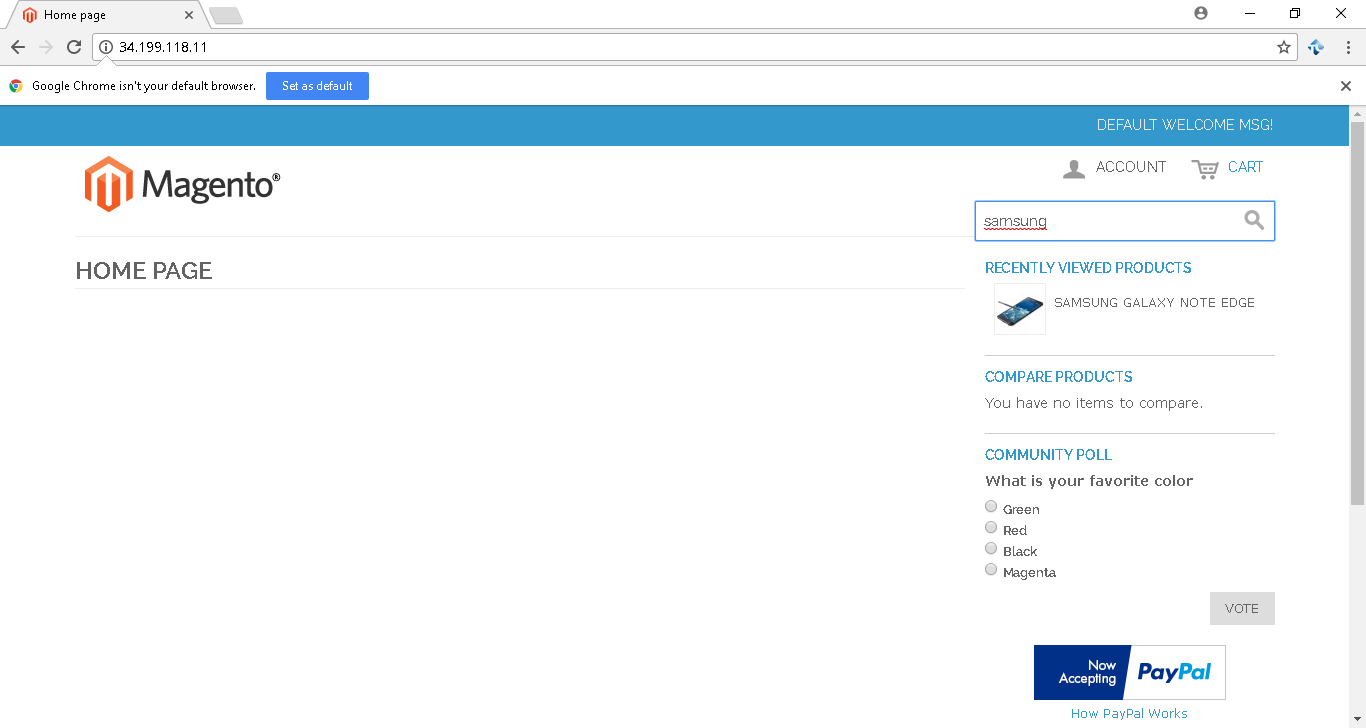 Home page
34.199.118.11
Google Chrome isn't your default browser. Set as default
DEFAULT WELCOME MSG!
Magento®
ACCOUNT CART
samsung
HOME PAGE
RECENTLY VIEWED PRODUCTS
SAMSUNG GALAXY NOTE EDGE
COMPARE PRODUCTS
You have no items to compare.
COMMUNITY POLL
What is your favorite color
Green
Red
Black
Magenta
VOTE
Now
Accepting
PayPal
How PayPal Works